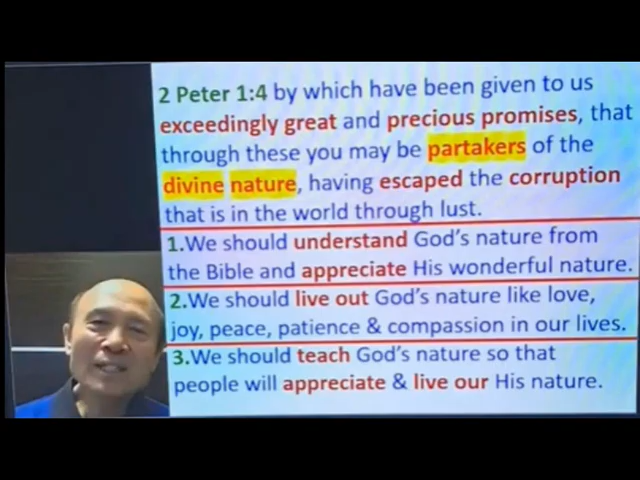 2 Peter 1:4 by which have been given to us
exceedingly great and precious promises, that
through these you may be partakers of the
divine nature, having escaped the corruption
that is in the world through lust.
1.We should understand God's nature from
the Bible and appreciate His wonderful nature.
2.We should live out God's nature like love,
joy, peace, patience & compassion in our lives.
3.We should teach God's nature so that
people will appreciate & live our His nature.